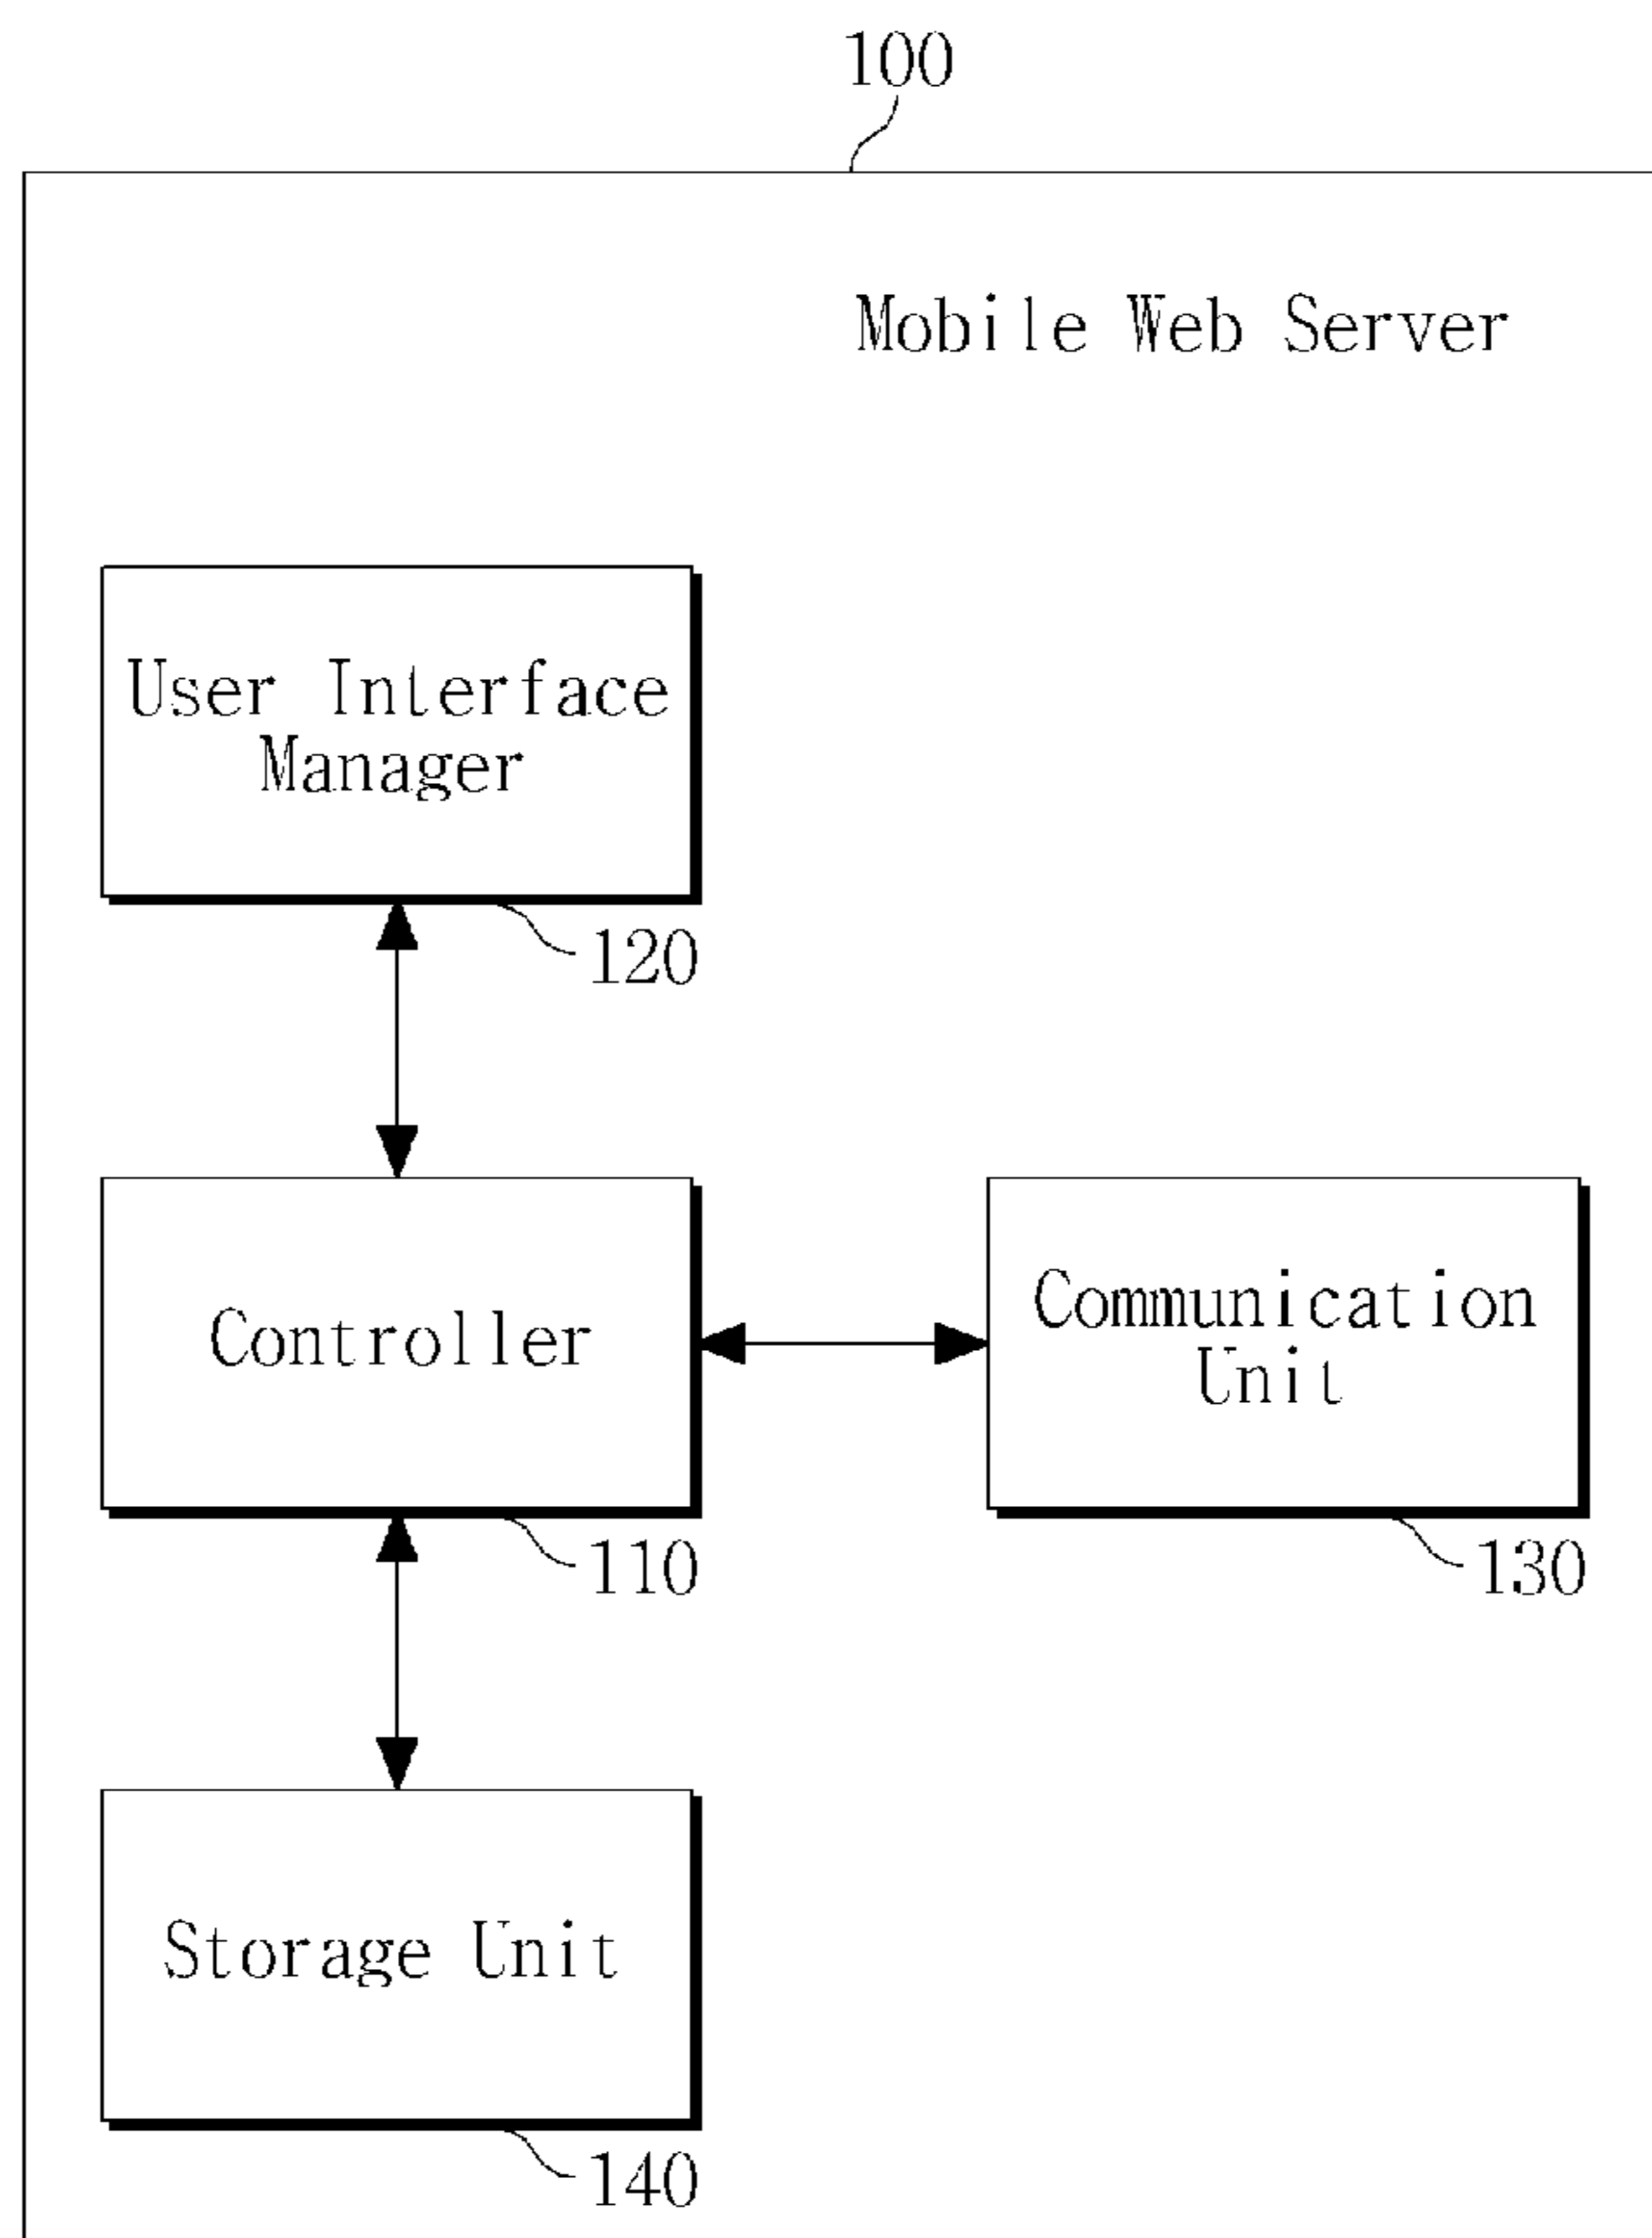 100
Mobile Web Server
User Interface
Manager
120
Controller
110
Communication
Unit
130
Storage Unit
140